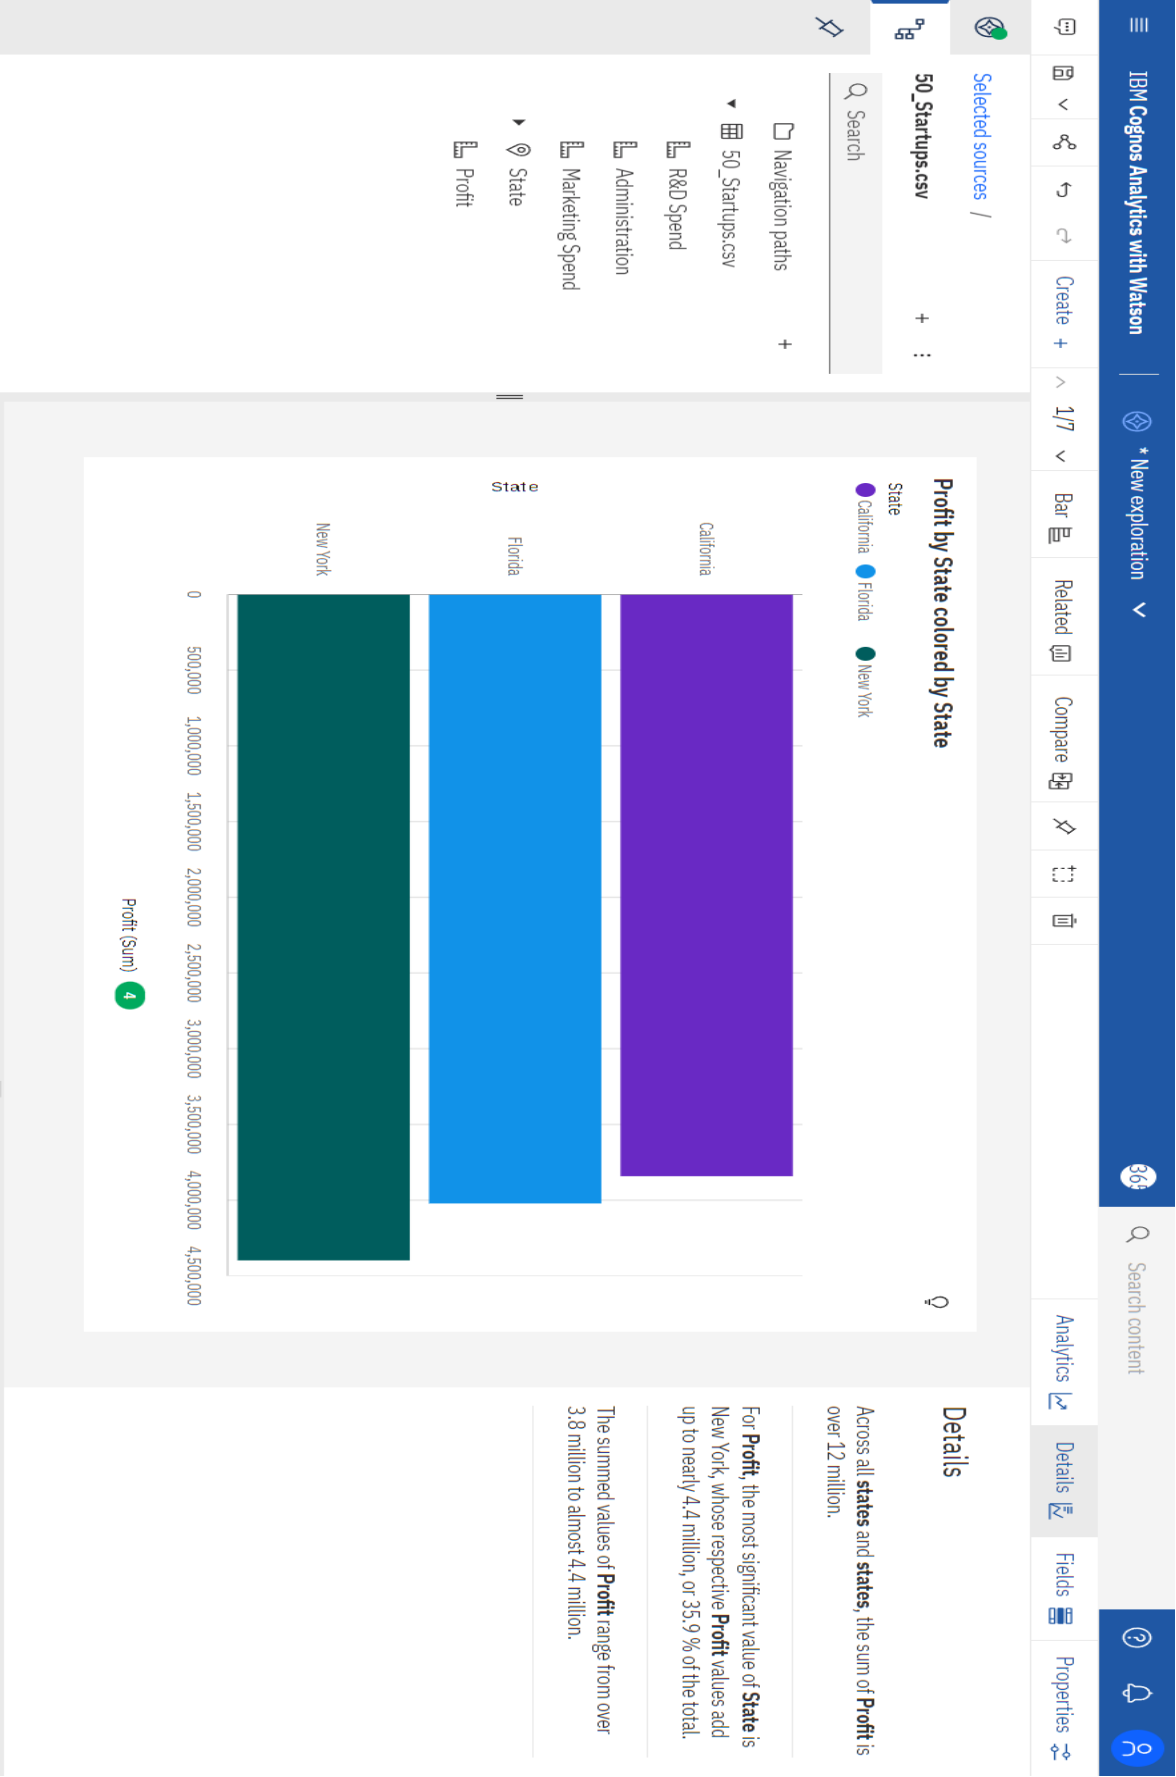 IBM Cognos Analytics with Watson
* New exploration
Search content
Create +
1/7
Bar
Related
Compare
Analytics
Details
Fields
Properties
Selected sources /
50_Startups.csv
Search
Navigation paths
50_Startups.csv
R&D Spend
Administration
Marketing Spend
State
Profit
Profit by State colored by State
State
California Florida New York
State
California
Florida
New York
0 500,000 1,000,000 1,500,000 2,000,000 2,500,000 3,000,000 3,500,000 4,000,000 4,500,000
Profit (Sum) 4
Details
Across all states and states, the sum of Profit is
over 12 million.
For Profit, the most significant value of State is
New York, whose respective Profit values add
up to nearly 4.4 million, or 35.9 % of the total.
The summed values of Profit range from over
3.8 million to almost 4.4 million.